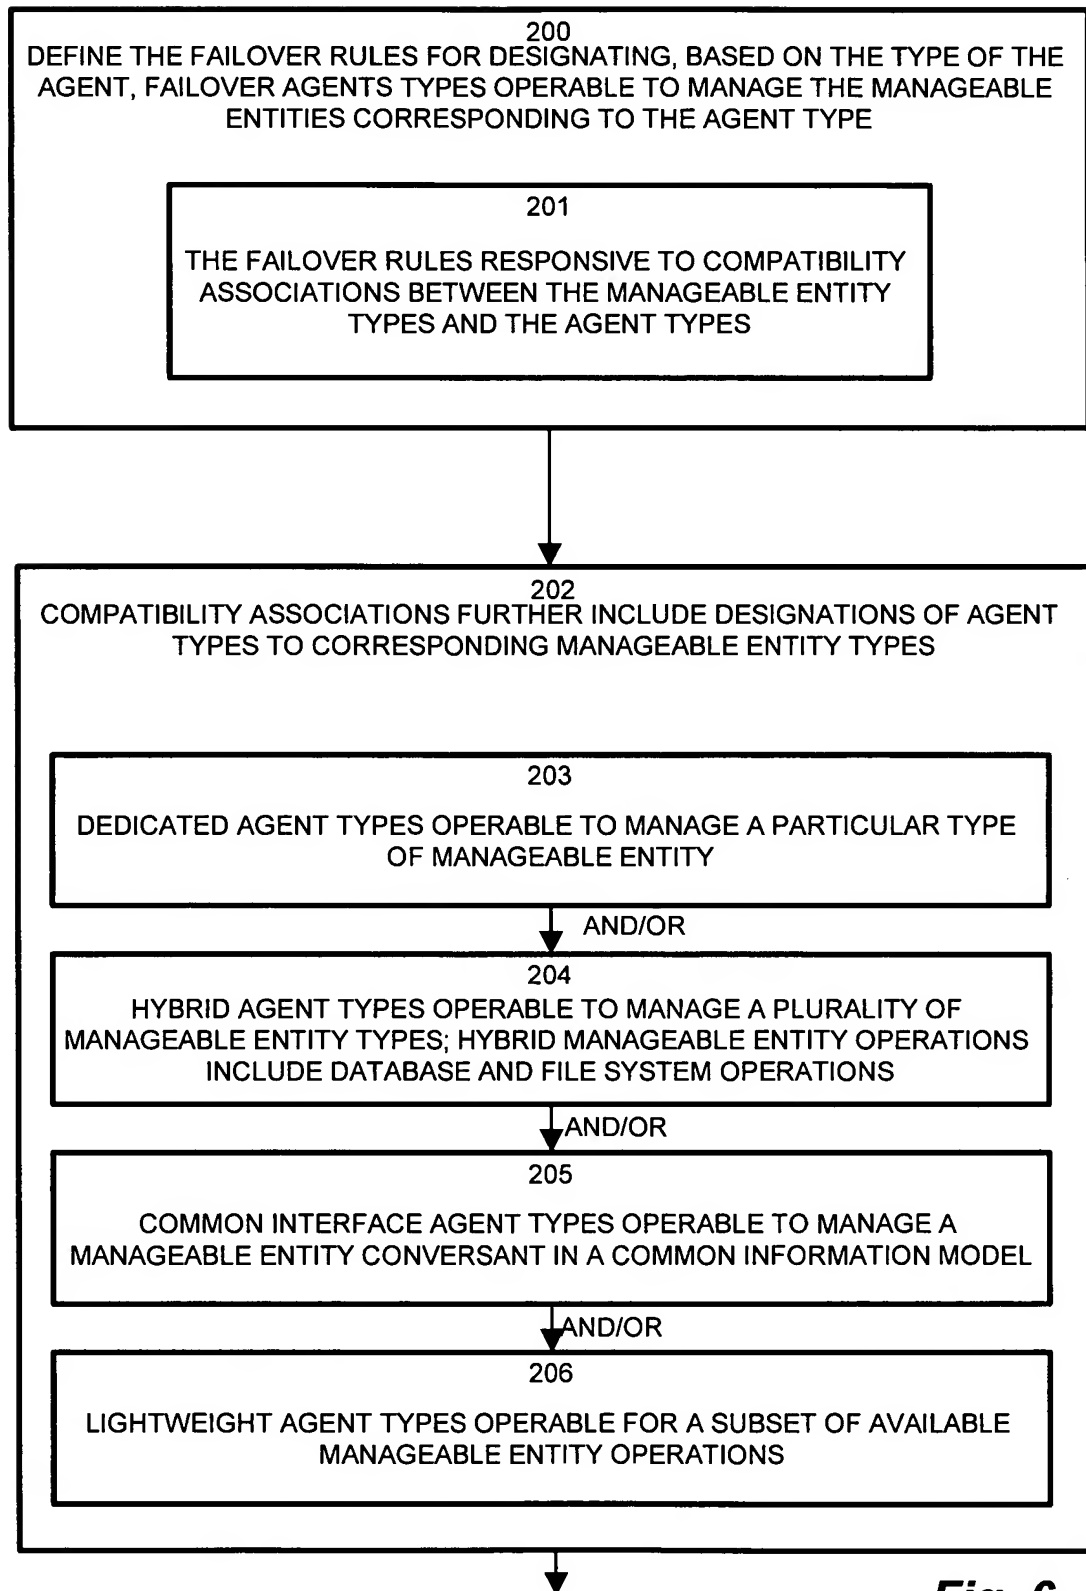 200
DEFINE THE FAILOVER RULES FOR DESIGNATING, BASED ON THE TYPE OF THE
AGENT, FAILOVER AGENTS TYPES OPERABLE TO MANAGE THE MANAGEABLE
ENTITIES CORRESPONDING TO THE AGENT TYPE
201
THE FAILOVER RULES RESPONSIVE TO COMPATIBILITY
ASSOCIATIONS BETWEEN THE MANAGEABLE ENTITY
TYPES AND THE AGENT TYPES
202
COMPATIBILITY ASSOCIATIONS FURTHER INCLUDE DESIGNATIONS OF AGENT
TYPES TO CORRESPONDING MANAGEABLE ENTITY TYPES
203
DEDICATED AGENT TYPES OPERABLE TO MANAGE A PARTICULAR TYPE
OF MANAGEABLE ENTITY
AND/OR
204
HYBRID AGENT TYPES OPERABLE TO MANAGE A PLURALITY OF
MANAGEABLE ENTITY TYPES; HYBRID MANAGEABLE ENTITY OPERATIONS
INCLUDE DATABASE AND FILE SYSTEM OPERATIONS
AND/OR
205
COMMON INTERFACE AGENT TYPES OPERABLE TO MANAGE A
MANAGEABLE ENTITY CONVERSANT IN A COMMON INFORMATION MODEL
AND/OR
206
LIGHTWEIGHT AGENT TYPES OPERABLE FOR A SUBSET OF AVAILABLE
MANAGEABLE ENTITY OPERATIONS
Fig. 6